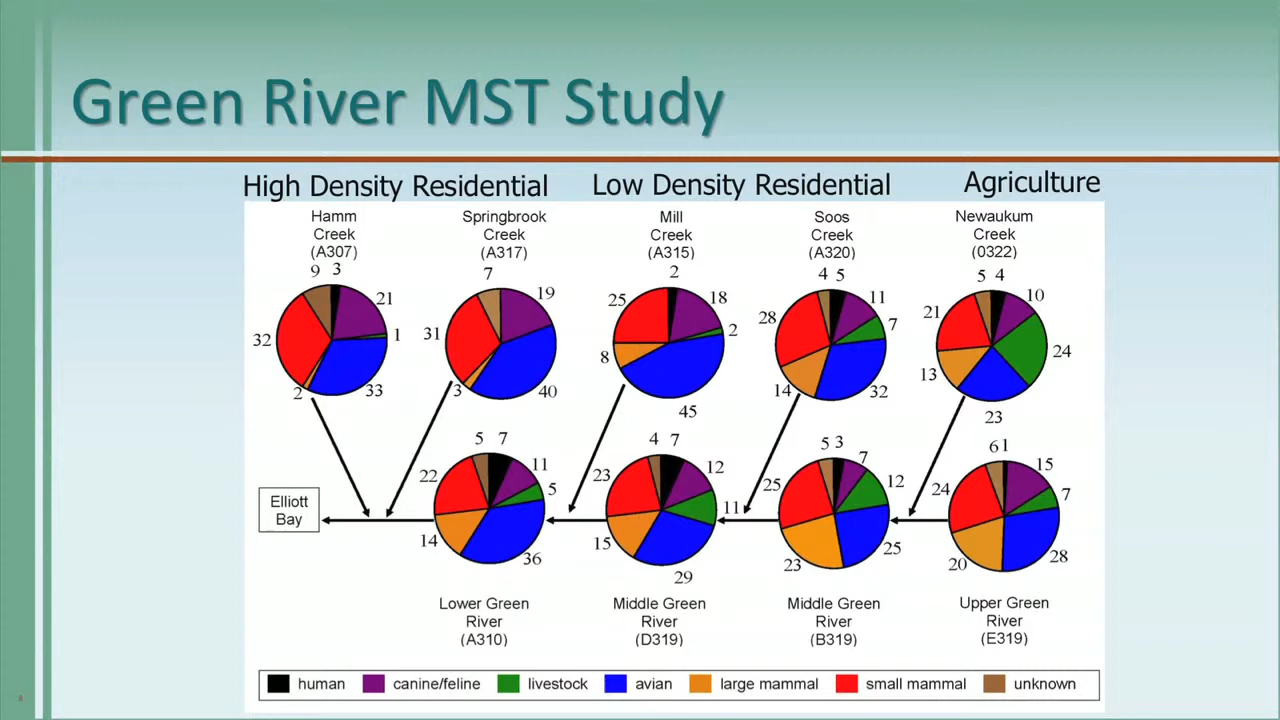 Green River MST Study
High Density Residential
Low Density Residential
Agriculture
Hamm
Creek
(A307)
Springbrook
Creek
(A317)
Mill
Creek
(A315)
Soos
Creek
(A320)
Newaukum
Creek
(0322)
9 3
21
1
33
2
32
7
19
40
3
31
2
18
2
45
8
25
4 5
11
7
32
14
28
5 4
10
24
23
13
21
Elliott
Bay
5 7
11
5
36
14
22
4 7
12
11
29
15
23
5 3
7
12
25
23
25
6 1
15
7
28
20
24
Lower Green
River
(A310)
Middle Green
River
(D319)
Middle Green
River
(B319)
Upper Green
River
(E319)
human canine/feline livestock avian large mammal small mammal unknown
8